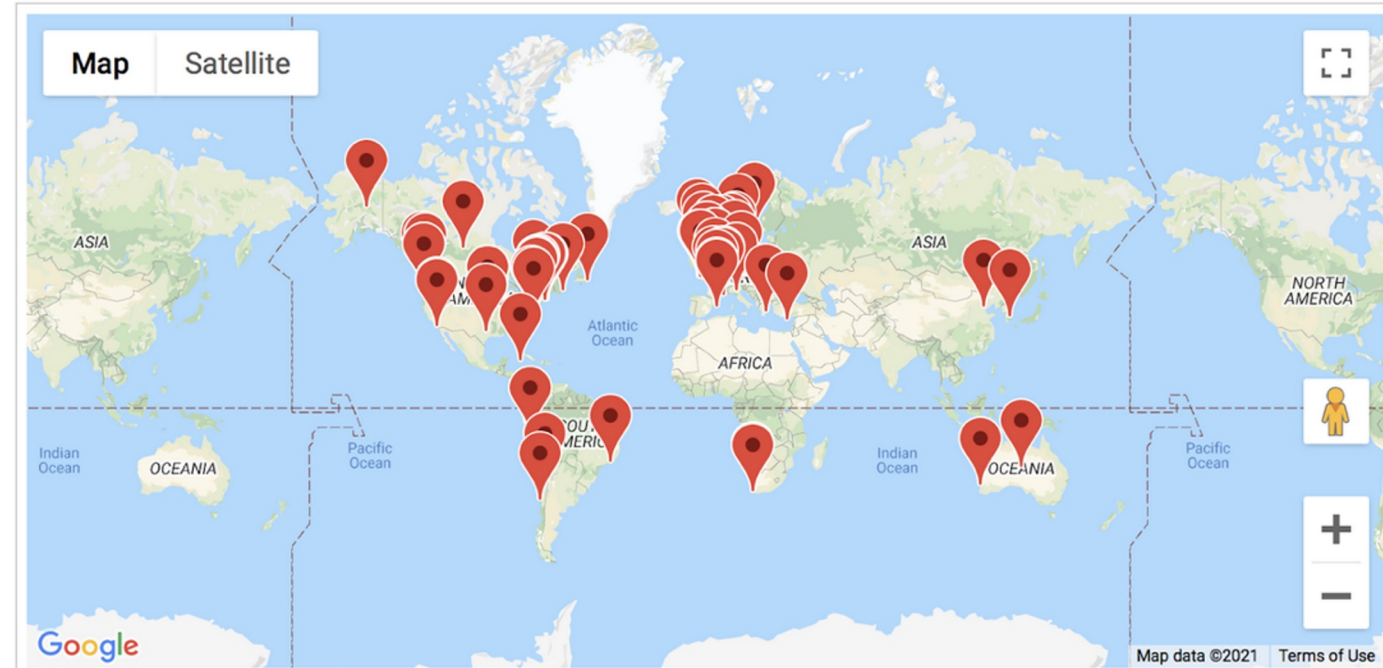 Map Satellite
ASIA
ASIA
NORTH
AMERICA
Atlantic
Ocean
AFRICA
Indian
Ocean
OCEANIA
Pacific
Ocean
Indian
Ocean
OCEANIA
Pacific
Ocean
Google
Map data ©2021 Terms of Use